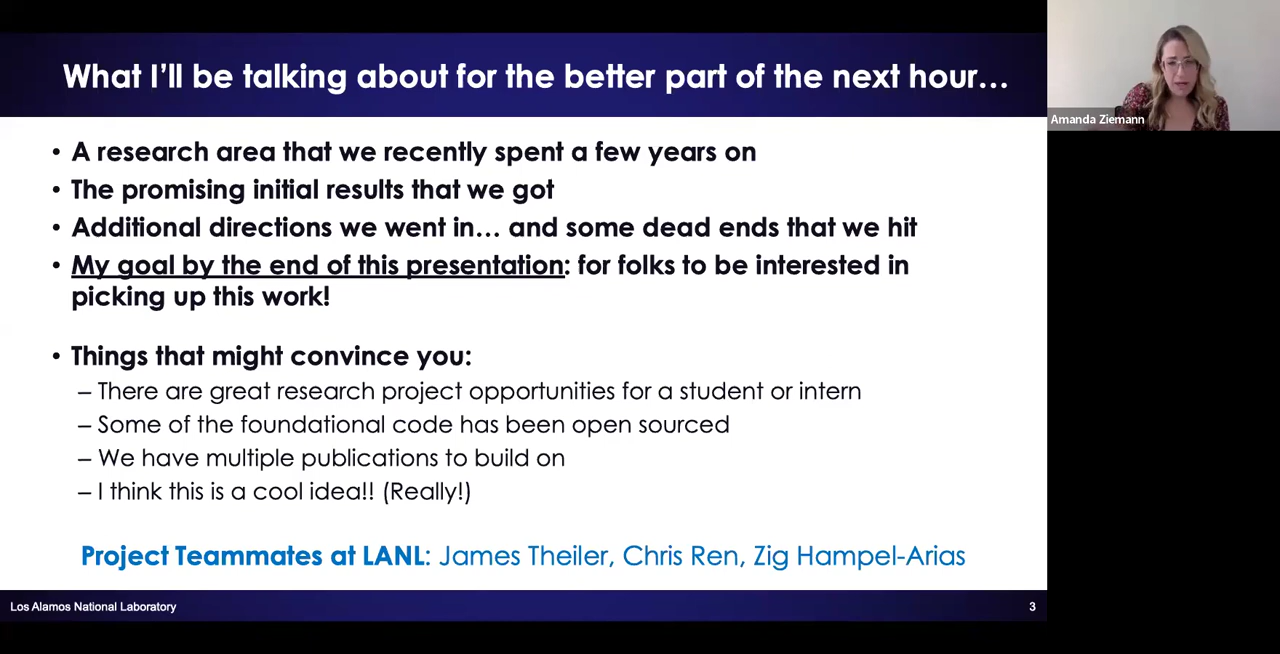 What I'll be talking about for the better part of the next hour…
Amanda Ziemann
• A research area that we recently spent a few years on
• The promising initial results that we got
• Additional directions we went in… and some dead ends that we hit
• My goal by the end of this presentation: for folks to be interested in
picking up this work!
• Things that might convince you:
– There are great research project opportunities for a student or intern
– Some of the foundational code has been open sourced
– We have multiple publications to build on
– I think this is a cool idea!! (Really!)
Project Teammates at LANL: James Theiler, Chris Ren, Zig Hampel-Arias
Los Alamos National Laboratory
3